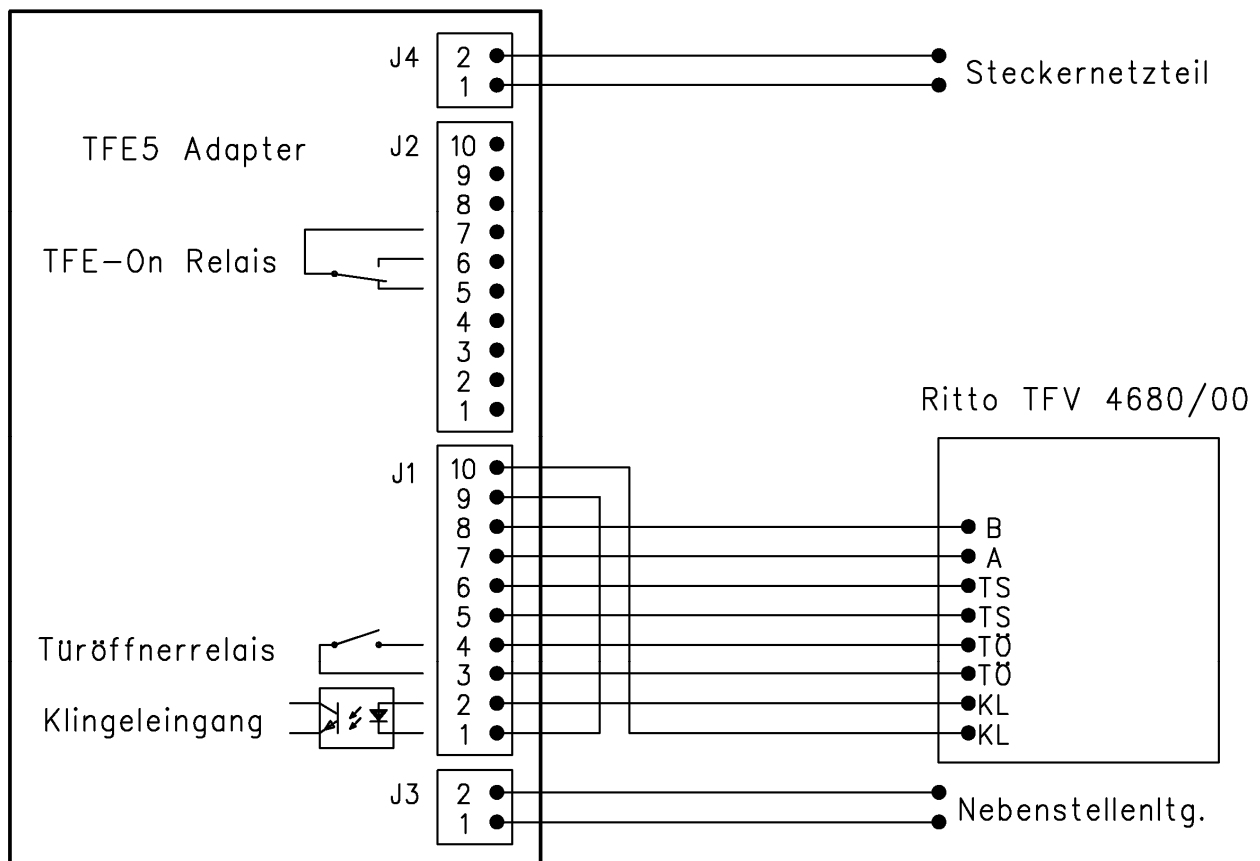 J4
2
1
Steckernetzteil
TFE5 Adapter
J2
10
9
8
7
6
5
4
3
2
1
TFE-On Relais
Ritto TFV 4680/00
J1
10
9
8
7
6
5
4
3
2
1
B
A
TS
TS
TÖ
TÖ
KL
KL
Türöffnerrelais
Klingeleingang
J3
2
1
Nebenstellenltg.